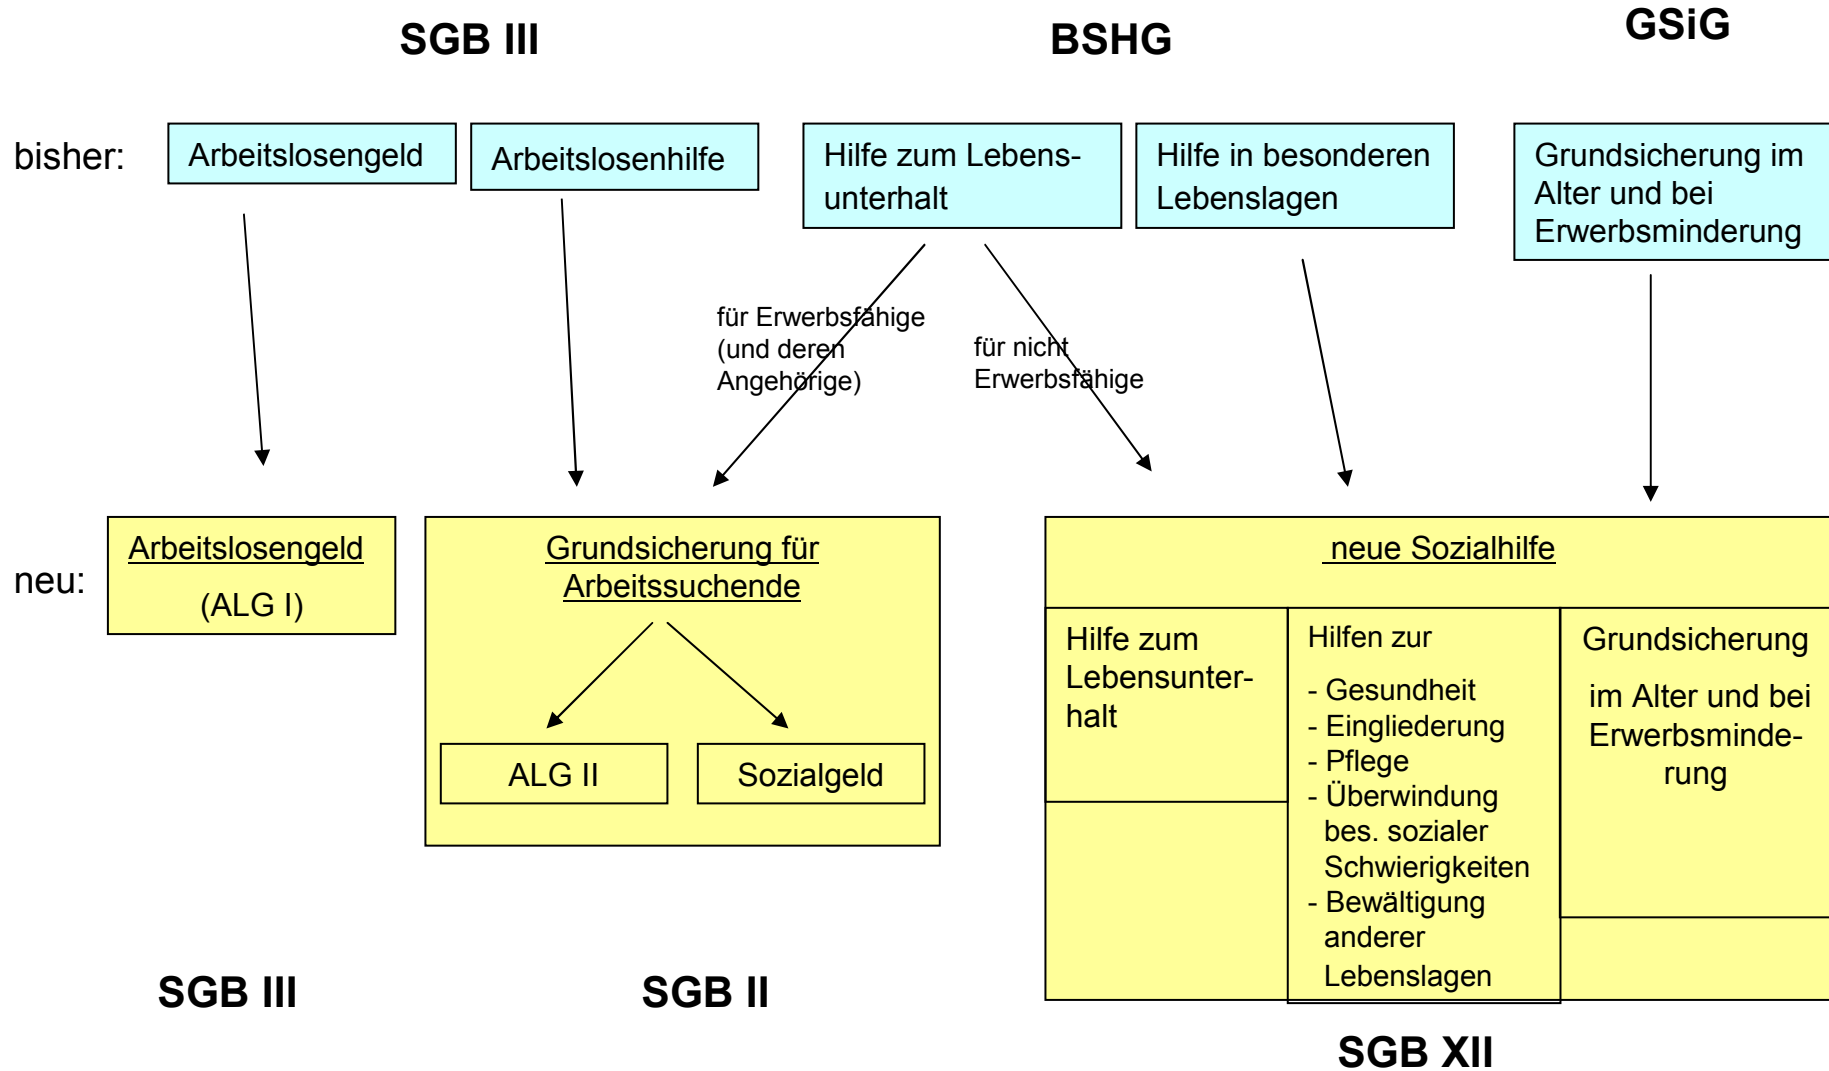 SGB III
BSHG
GSiG
bisher:
Arbeitslosengeld
Arbeitslosenhilfe
Hilfe zum Lebens-
unterhalt
Hilfe in besonderen
Lebenslagen
Grundsicherung im
Alter und bei
Erwerbsminderung
für Erwerbsfähige
(und deren
Angehörige)
für nicht
Erwerbsfähige
neu:
Arbeitslosengeld
(ALG I)
Grundsicherung für
Arbeitssuchende
ALG II
Sozialgeld
neue Sozialhilfe
Hilfe zum
Lebensunter-
halt
Hilfen zur
- Gesundheit
- Eingliederung
- Pflege
- Überwindung
bes. sozialer
Schwierigkeiten
- Bewältigung
anderer
Lebenslagen
Grundsicherung
im Alter und bei
Erwerbsminde-
rung
SGB III
SGB II
SGB XII